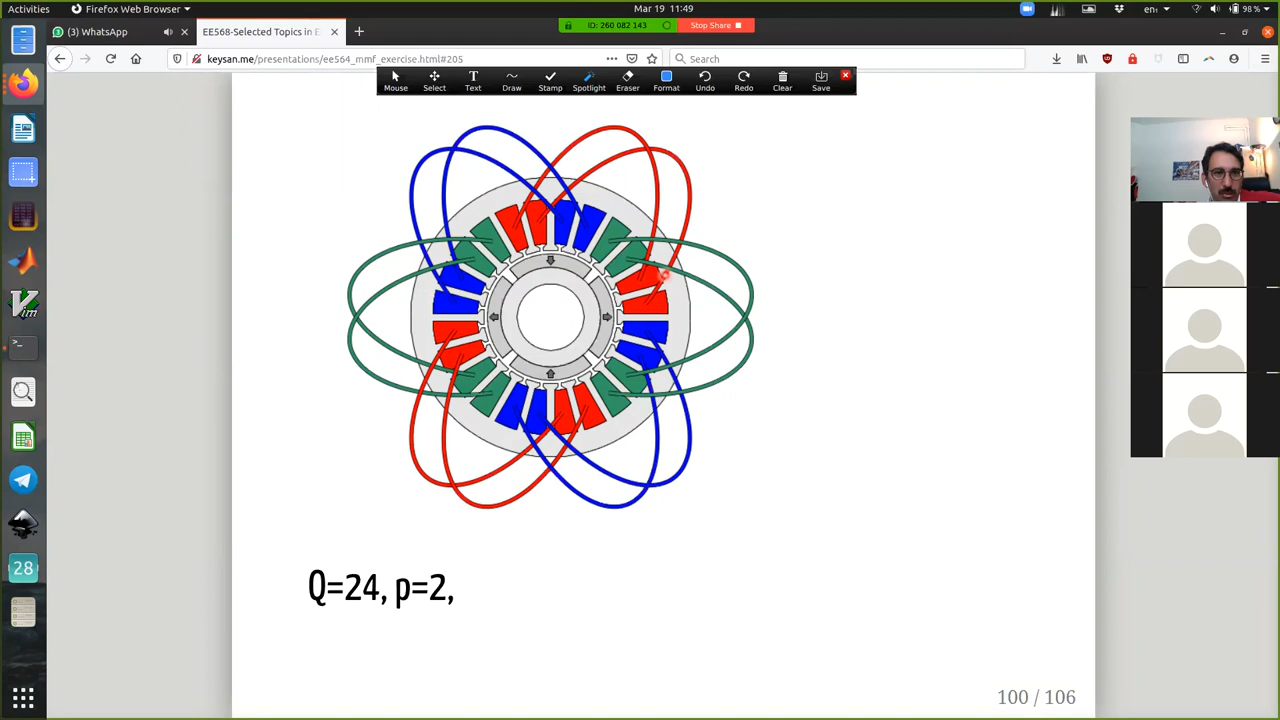 Activities
Firefox Web Browser
Mar 19 11:49
en
98 %
(3) WhatsApp
EE568-Selected Topics in E
ID: 260 082 143
Stop Share
keysan.me/presentations/ee564_mmf_exercise.html#205
Search
Mouse
Select
Text
Draw
Stamp
Spotlight
Eraser
Format
Undo
Redo
Clear
Save
28
Q=24, p=2,
100 / 106